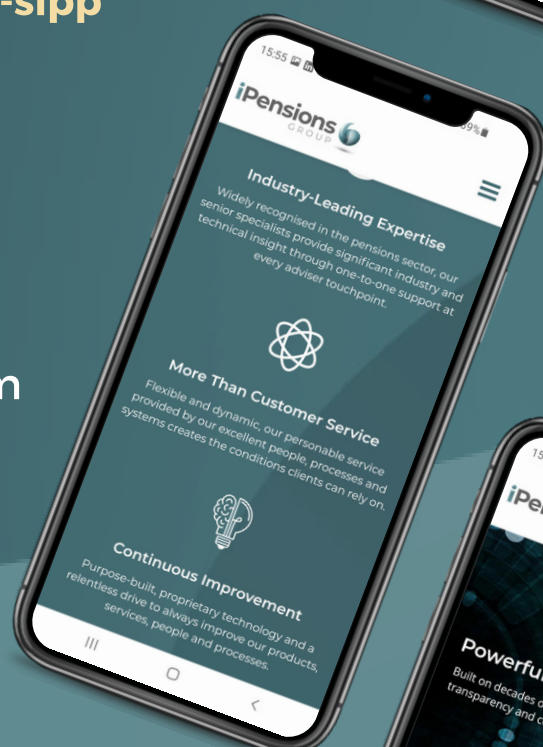 -sipp
15:55
9%
iPensions
GROUP
Industry-Leading Expertise
Widely recognised in the pensions sector, our
senior specialists provide significant industry and
technical insight through one-to-one support at
every adviser touchpoint.
More Than Customer Service
Flexible and dynamic, our personable service
provided by our excellent people, processes and
systems creates the conditions clients can rely on.
Continuous Improvement
Purpose-built, proprietary technology and a
relentless drive to always improve our products,
services, people and processes.
m
15
iPe
Powerfu
Built on decades o
transparency and c